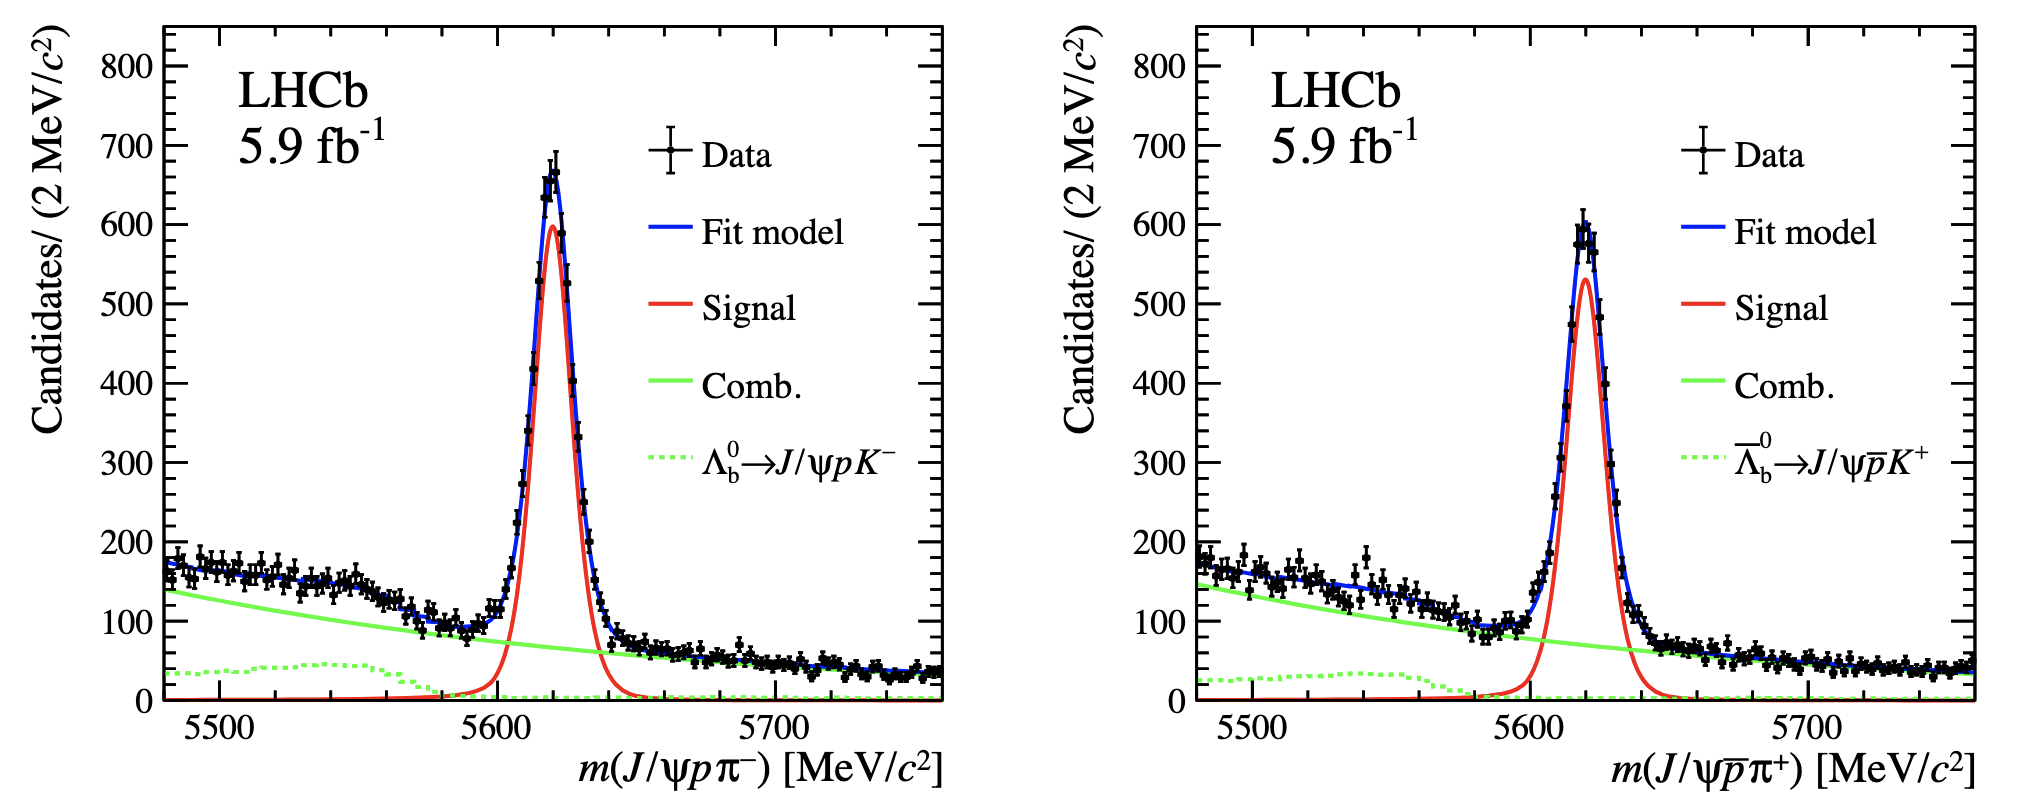 Candidates/ (2 MeV/c²)
800
700
600
500
400
300
200
100
0
LHCb
5.9 fb⁻¹
Data
Fit model
Signal
Comb.
Λ_b⁰→J/ψpK⁻
5500
5600
5700
m(J/ψpπ⁻) [MeV/c²]
Candidates/ (2 MeV/c²)
800
700
600
500
400
300
200
100
0
LHCb
5.9 fb⁻¹
Data
Fit model
Signal
Comb.
Λ̅_b⁰→J/ψp̅K⁺
5500
5600
5700
m(J/ψp̅π⁺) [MeV/c²]